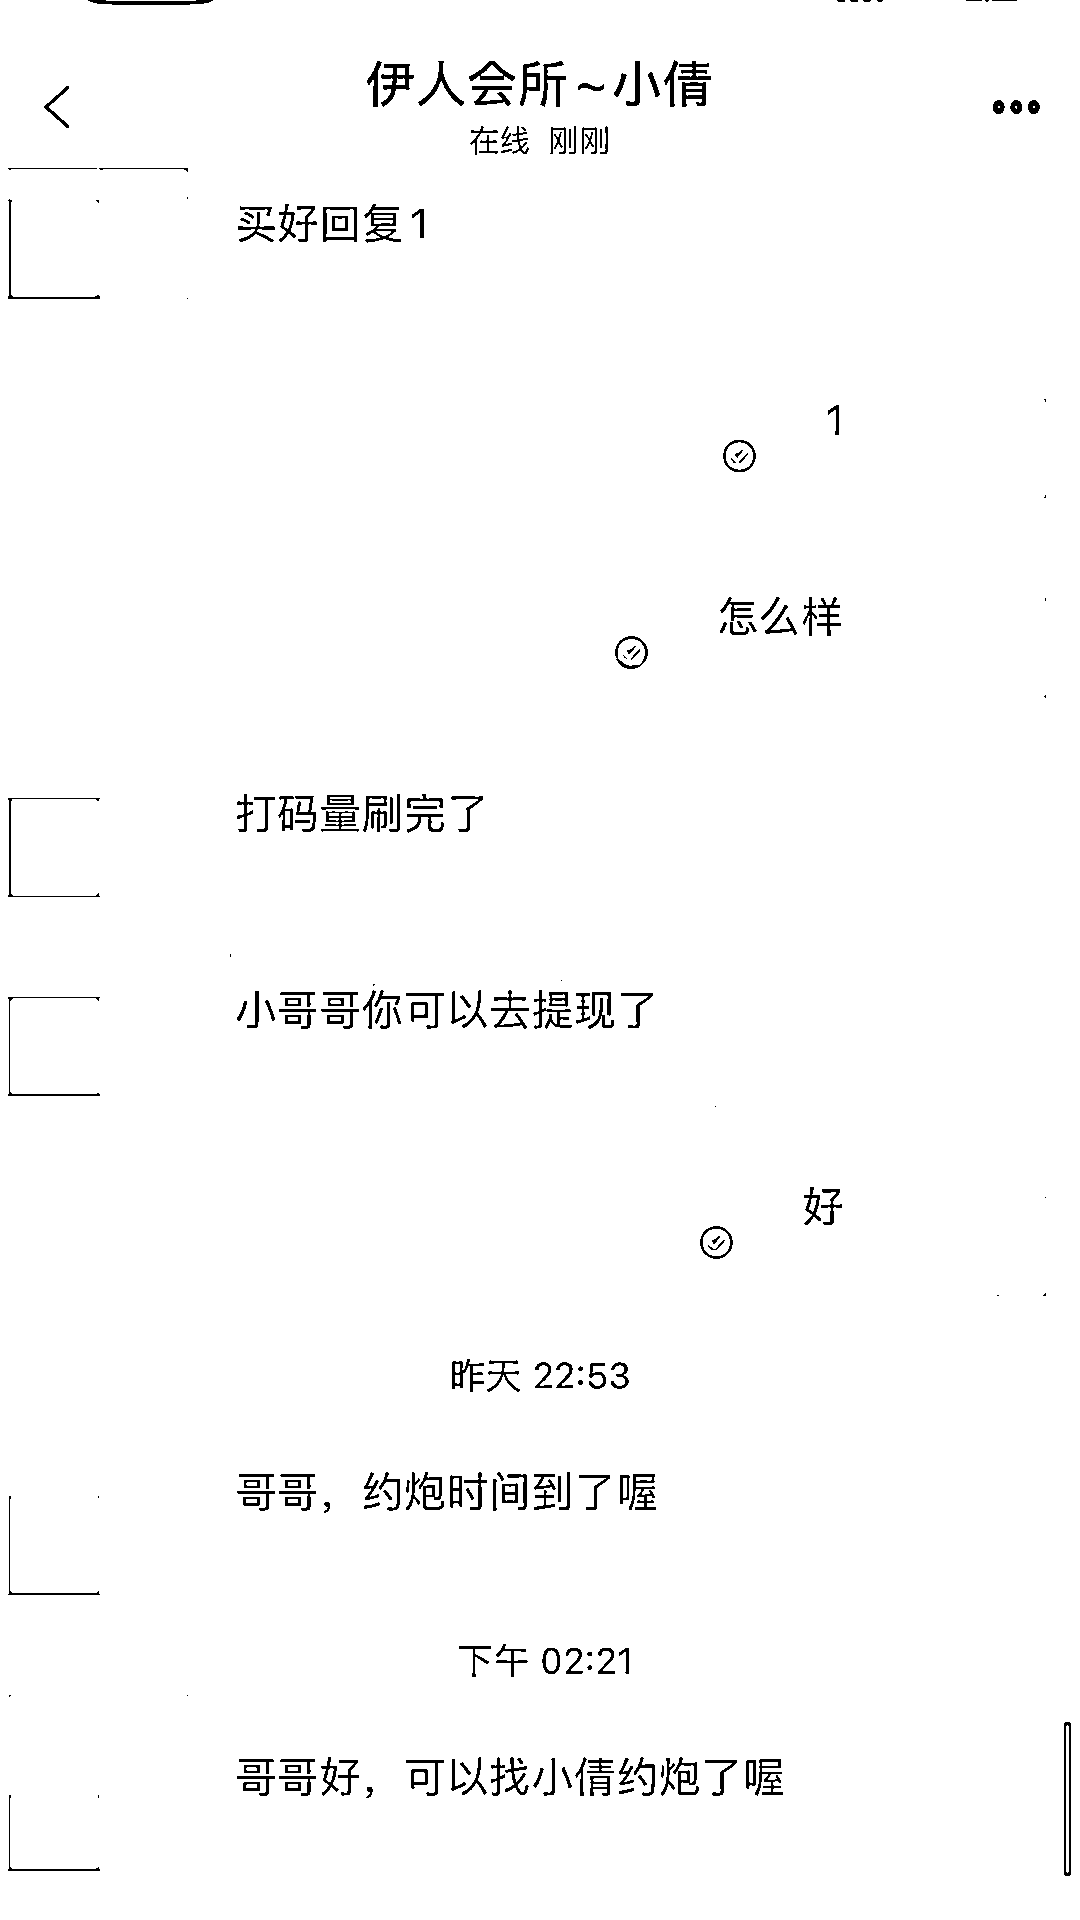 伊人会所~小倩
在线 刚刚
买好回复1
1
怎么样
打码量刷完了
小哥哥你可以去提现了
好
昨天 22:53
哥哥，约炮时间到了喔
下午 02:21
哥哥好，可以找小倩约炮了喔